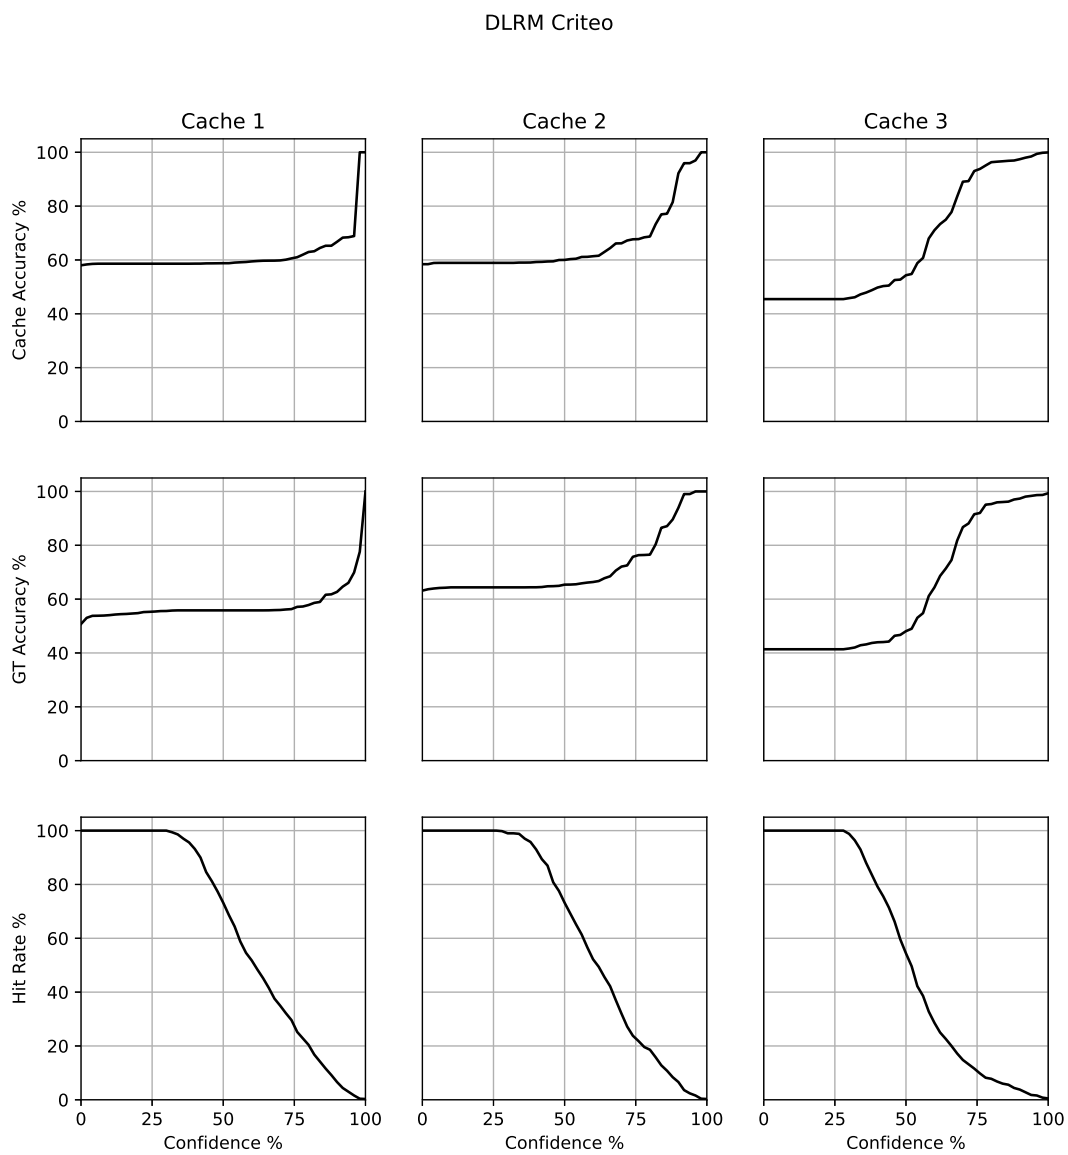 DLRM Criteo
Cache 1
Cache 2
Cache 3
Cache Accuracy %
100
80
60
40
20
0
GT Accuracy %
100
80
60
40
20
0
Hit Rate %
100
80
60
40
20
0
0 25 50 75 100
0 25 50 75 100
0 25 50 75 100
Confidence %
Confidence %
Confidence %